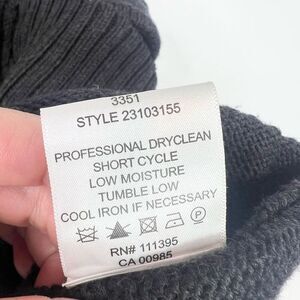 3351
STYLE 23103155
PROFESSIONAL DRYCLEAN
SHORT CYCLE
LOW MOISTURE
TUMBLE LOW
COOL IRON IF NECESSARY
RN# 111395
CA 00985